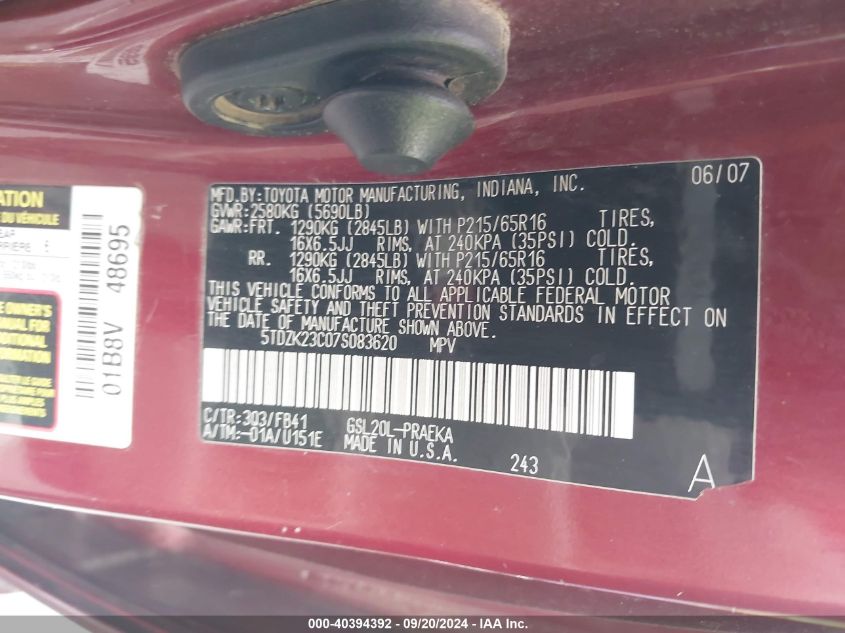 MFD.BY:TOYOTA MOTOR MANUFACTURING, INDIANA, INC. 06/07
GVWR:2580KG (5690LB)
GAWR:FRT. 1290KG (2845LB) WITH P215/65R16 TIRES,
16X6.5JJ RIMS, AT 240KPA (35PSI) COLD.
RR. 1290KG (2845LB) WITH P215/65R16 TIRES,
16X6.5JJ RIMS, AT 240KPA (35PSI) COLD.
THIS VEHICLE CONFORMS TO ALL APPLICABLE FEDERAL MOTOR
VEHICLE SAFETY AND THEFT PREVENTION STANDARDS IN EFFECT ON
THE DATE OF MANUFACTURE SHOWN ABOVE.
5TDZK23C07S083620 MPV
C/TR:3Q3/FB41 GSL20L-PRAEKA
A/TM:-01A/U151E MADE IN U.S.A.
243
A
01B8V 48695
DU VÉHICULE
000-40394392 - 09/20/2024 - IAA Inc.